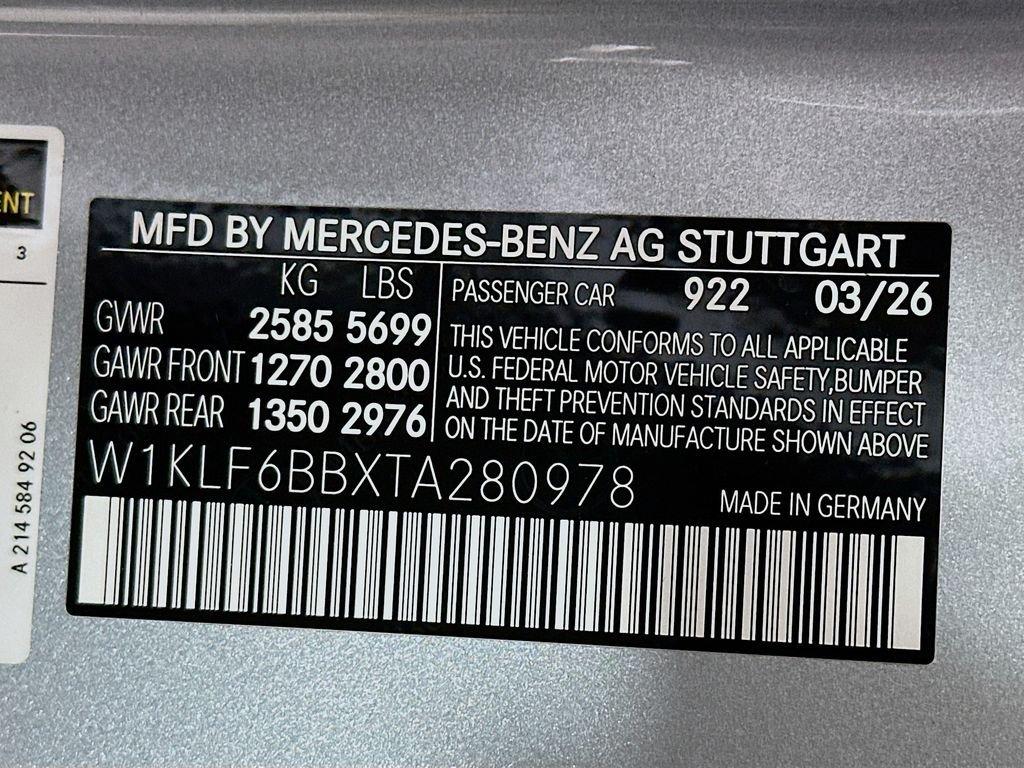 ENT
3
A 214 584 92 06
MFD BY MERCEDES-BENZ AG STUTTGART
KG LBS
GVWR 2585 5699
GAWR FRONT 1270 2800
GAWR REAR 1350 2976
PASSENGER CAR 922 03/26
THIS VEHICLE CONFORMS TO ALL APPLICABLE
U.S. FEDERAL MOTOR VEHICLE SAFETY,BUMPER
AND THEFT PREVENTION STANDARDS IN EFFECT
ON THE DATE OF MANUFACTURE SHOWN ABOVE
W1KLF6BBXTA280978
MADE IN GERMANY